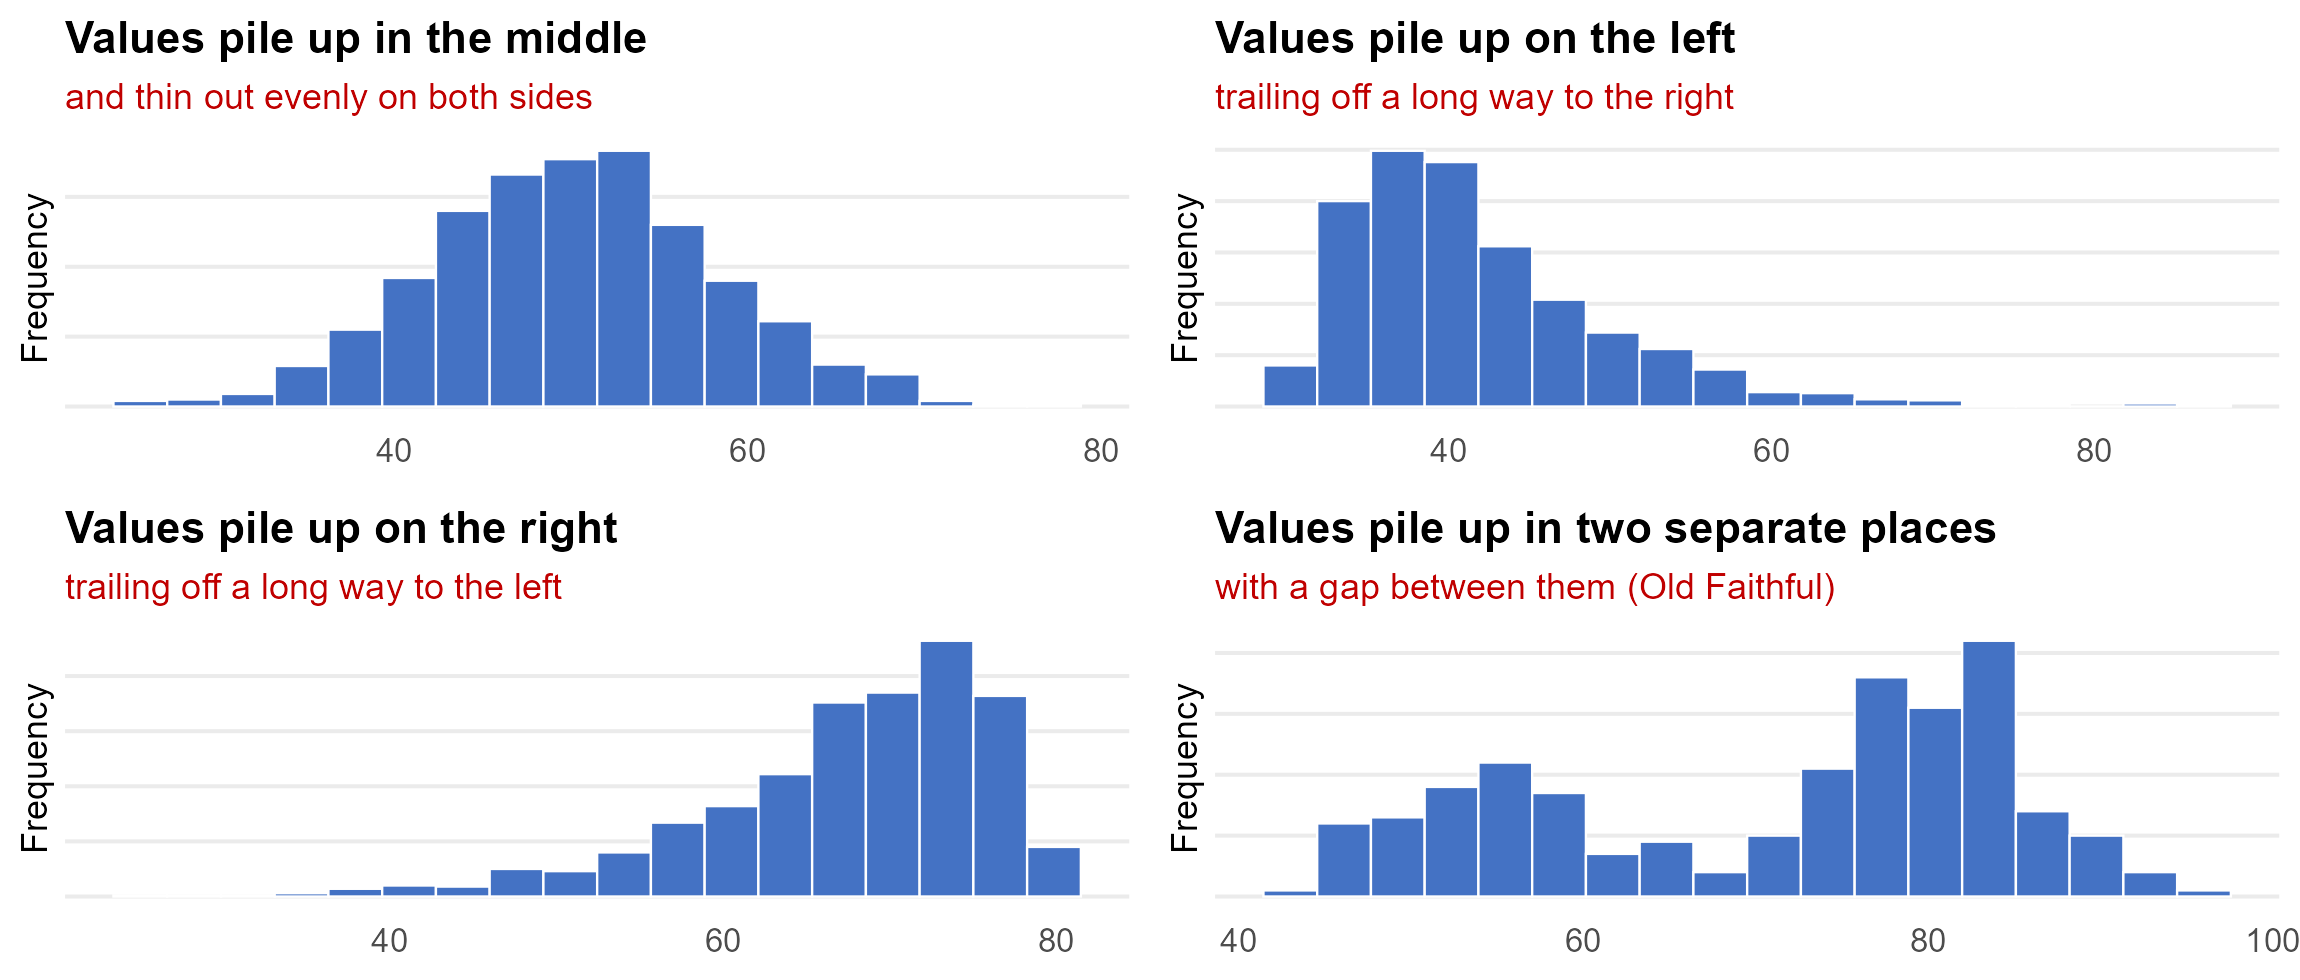 Values pile up in the middle
and thin out evenly on both sides
Frequency
40 60 80
Values pile up on the left
trailing off a long way to the right
Frequency
40 60 80
Values pile up on the right
trailing off a long way to the left
Frequency
40 60 80
Values pile up in two separate places
with a gap between them (Old Faithful)
Frequency
40 60 80 100